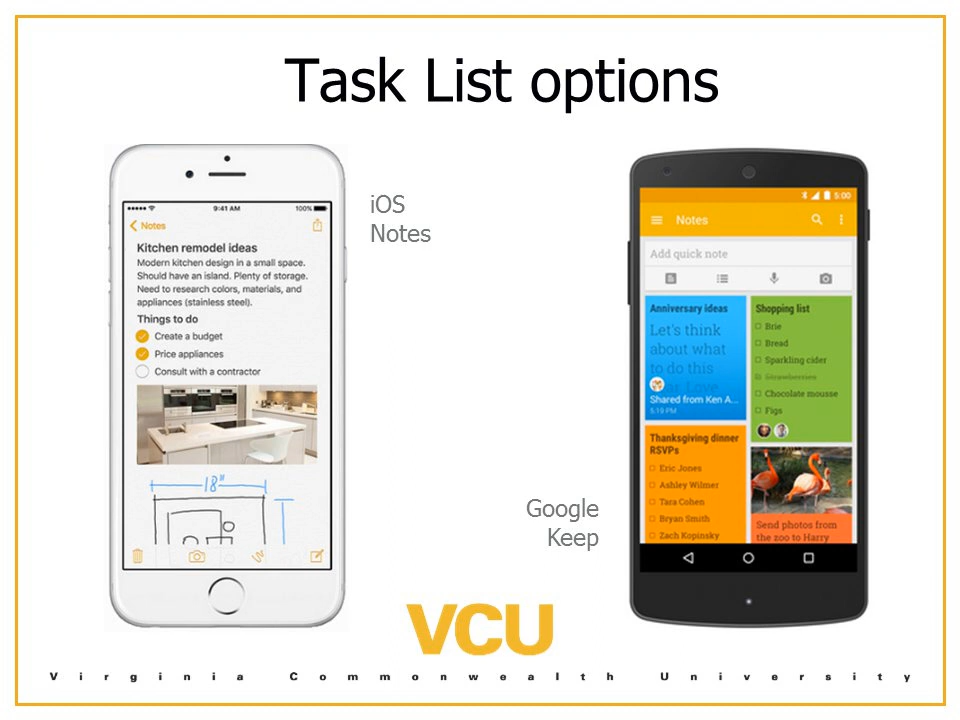 Task List options
iOS
Notes
9:41 AM
100%
Notes
Kitchen remodel ideas
Modern kitchen design in a small space.
Should have an island. Plenty of storage.
Need to research colors, materials, and
appliances (stainless steel).
Things to do
Create a budget
Price appliances
Consult with a contractor
18"
Google
Keep
5:00
Notes
Add quick note
Anniversary ideas
Let's think
about what
to do this
Love
Shared from Ken A...
5:19 PM
Shopping list
Brie
Bread
Sparkling cider
Strawberries
Chocolate mousse
Figs
Thanksgiving dinner
RSVPs
Eric Jones
Ashley Wilmer
Tara Cohen
Bryan Smith
Zach Kopinsky
Send photos from
the zoo to Harry
VCU
Virginia Commonwealth University